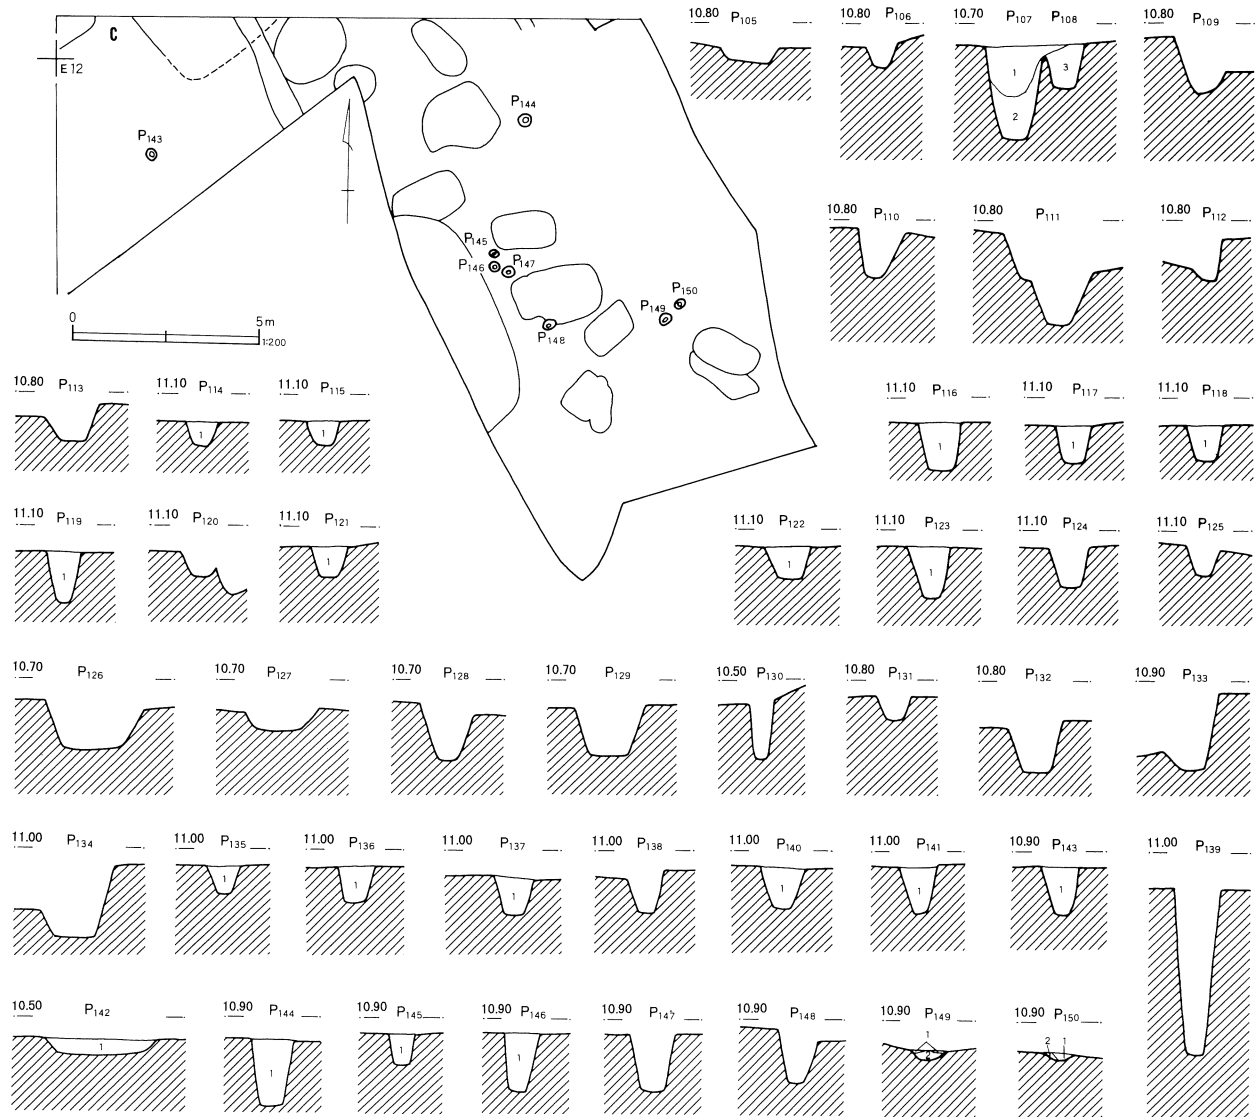 C
E12
P143
P144
P145
P146 P147
P148
P149 P150
0 5m
1:200
10.80 P105
10.80 P106
10.70 P107 P108
1 3
2
10.80 P109
10.80 P110
10.80 P111
10.80 P112
10.80 P113
11.10 P114
1
11.10 P115
1
11.10 P116
1
11.10 P117
1
11.10 P118
1
11.10 P119
1
11.10 P120
11.10 P121
1
11.10 P122
1
11.10 P123
1
11.10 P124
11.10 P125
10.70 P126
10.70 P127
10.70 P128
10.70 P129
10.50 P130
10.80 P131
10.80 P132
10.90 P133
11.00 P134
11.00 P135
1
11.00 P136
1
11.00 P137
1
11.00 P138
11.00 P140
1
11.00 P141
1
10.90 P143
1
11.00 P139
10.50 P142
1
10.90 P144
1
10.90 P145
1
10.90 P146
1
10.90 P147
10.90 P148
10.90 P149
1
2
10.90 P150
2 1